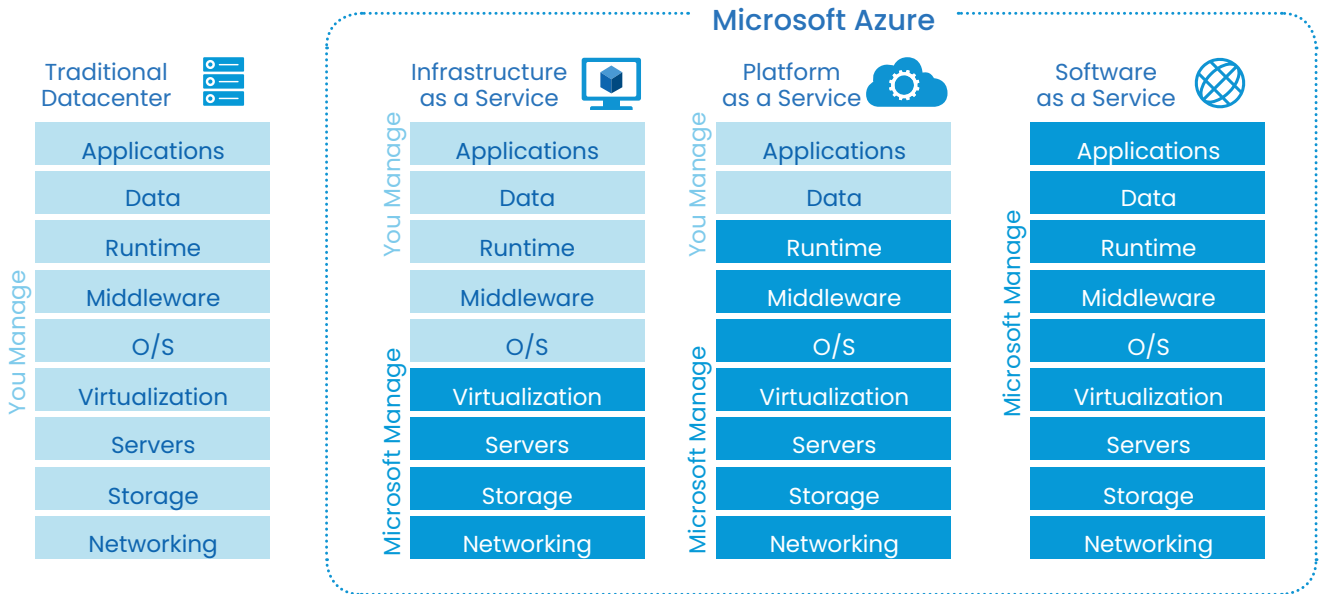 Microsoft Azure
Traditional
Datacenter
You Manage
Applications
Data
Runtime
Middleware
O/S
Virtualization
Servers
Storage
Networking
Infrastructure
as a Service
You Manage
Microsoft Manage
Applications
Data
Runtime
Middleware
O/S
Virtualization
Servers
Storage
Networking
Platform
as a Service
You Manage
Microsoft Manage
Applications
Data
Runtime
Middleware
O/S
Virtualization
Servers
Storage
Networking
Software
as a Service
Microsoft Manage
Applications
Data
Runtime
Middleware
O/S
Virtualization
Servers
Storage
Networking